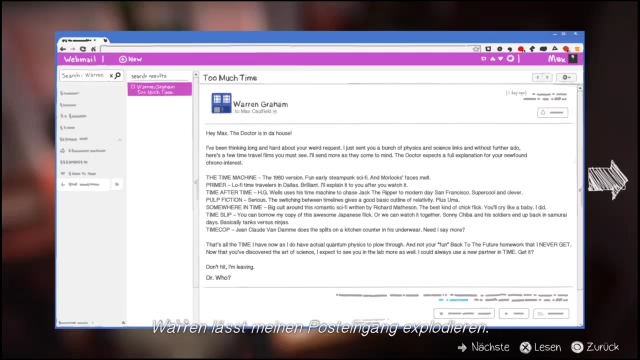 Webmail
New
Max
Search: Warren
search results
Warren Graham
Too Much Time
Too Much Time
Warren Graham
to Max Caulfield
Hey Max. The Doctor is in da house!
I've been thinking long and hard about your weird request. I just sent you a bunch of physics and science links and without further ado,
here's a few time travel films you must see. I'll send more as they come to mind. The Doctor expects a full explanation for your newfound
chrono-interest.
THE TIME MACHINE – The 1960 version. Fun early steampunk sci-fi. And Morlocks' faces melt.
PRIMER – Lo-fi time travelers in Dallas. Brilliant. I'll explain it to you after you watch it.
TIME AFTER TIME – H.G. Wells uses his time machine to chase Jack The Ripper to modern day San Francisco. Supercool and clever.
PULP FICTION – Serious. The switching between timelines gives a good basic outline of relativity. Plus Uma.
SOMEWHERE IN TIME – Big cult around this romantic sci-fi written by Richard Matheson. The best kind of chick flick. You'll cry like a baby. I did.
TIME SLIP – You can borrow my copy of this awesome Japanese flick. Or we can watch it together. Sonny Chiba and his soldiers end up back in samurai
days. Basically tanks versus ninjas.
TIMECOP – Jean Claude Van Damme does the splits on a kitchen counter in his underwear. Need I say more?
That's all the TIME I have now as I do have actual quantum physics to plow through. And not your "fun" Back To The Future homework that I NEVER GET.
Now that you've discovered the art of science, I expect to see you in the lab more as well. I could always use a new partner in TIME. Get it?
Don't hit, I'm leaving.
Dr. Who?
Warren lässt meinen Posteingang explodieren.
Nächste
Lesen
Zurück